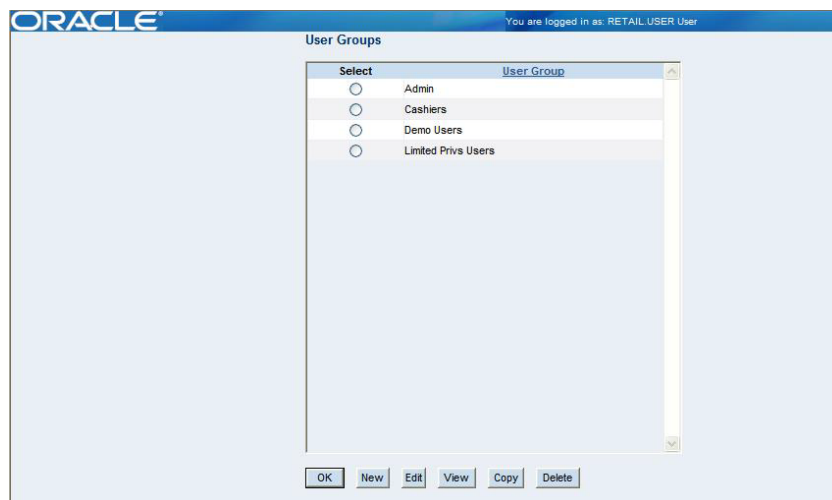 ORACLE®
You are logged in as: RETAIL.USER User
User Groups
Select User Group
Admin
Cashiers
Demo Users
Limited Privs Users
OK New Edit View Copy Delete